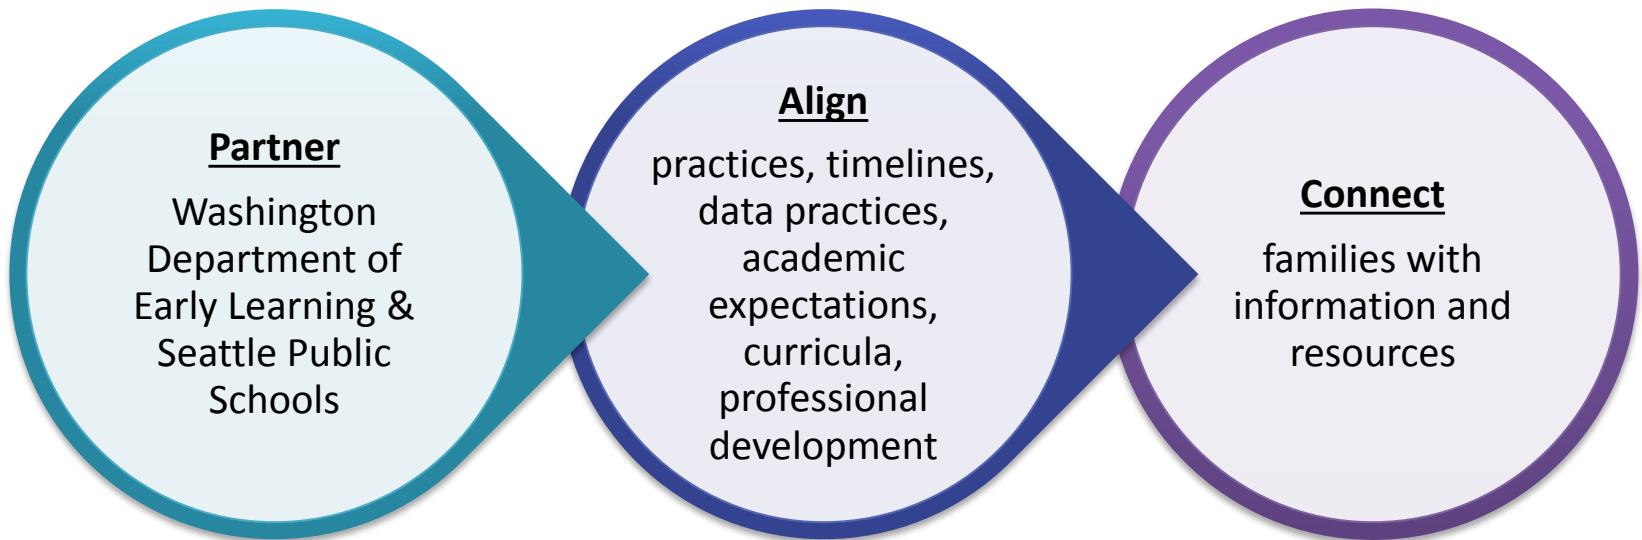 Partner
Washington
Department of
Early Learning &
Seattle Public
Schools
Align
practices, timelines,
data practices,
academic
expectations,
curricula,
professional
development
Connect
families with
information and
resources